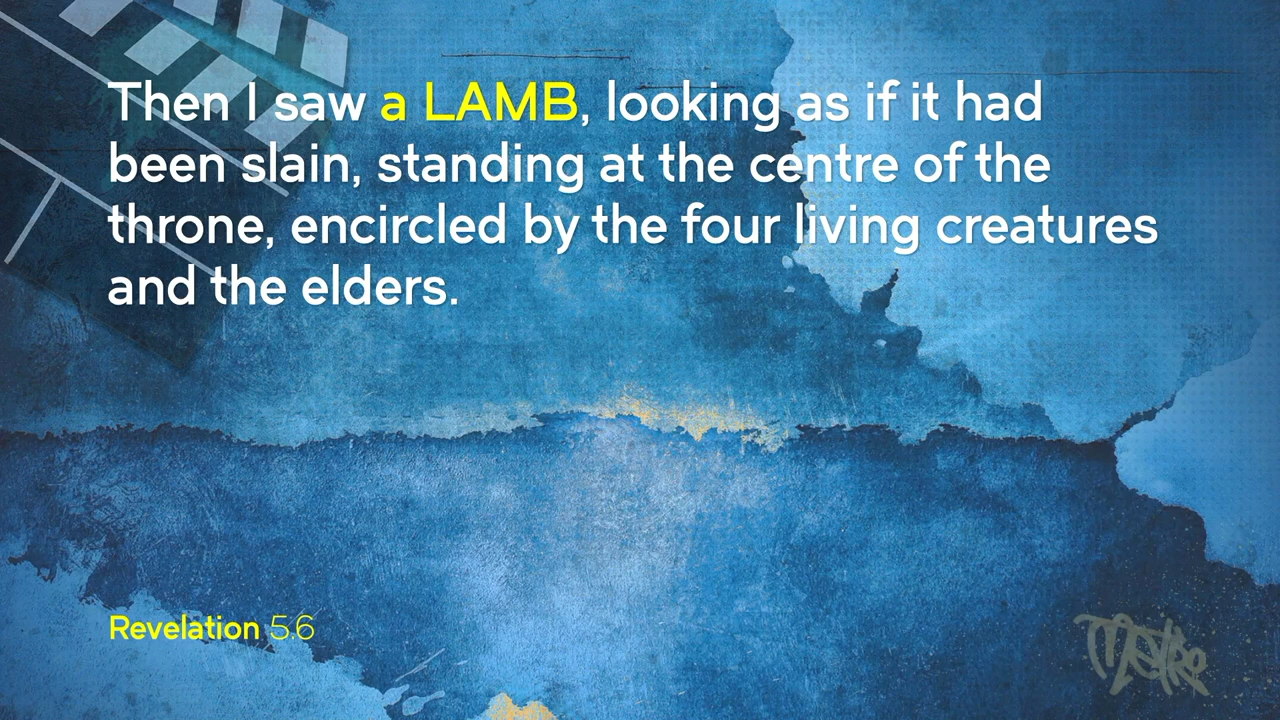 Then I saw a LAMB, looking as if it had
been slain, standing at the centre of the
throne, encircled by the four living creatures
and the elders.
Revelation 5.6